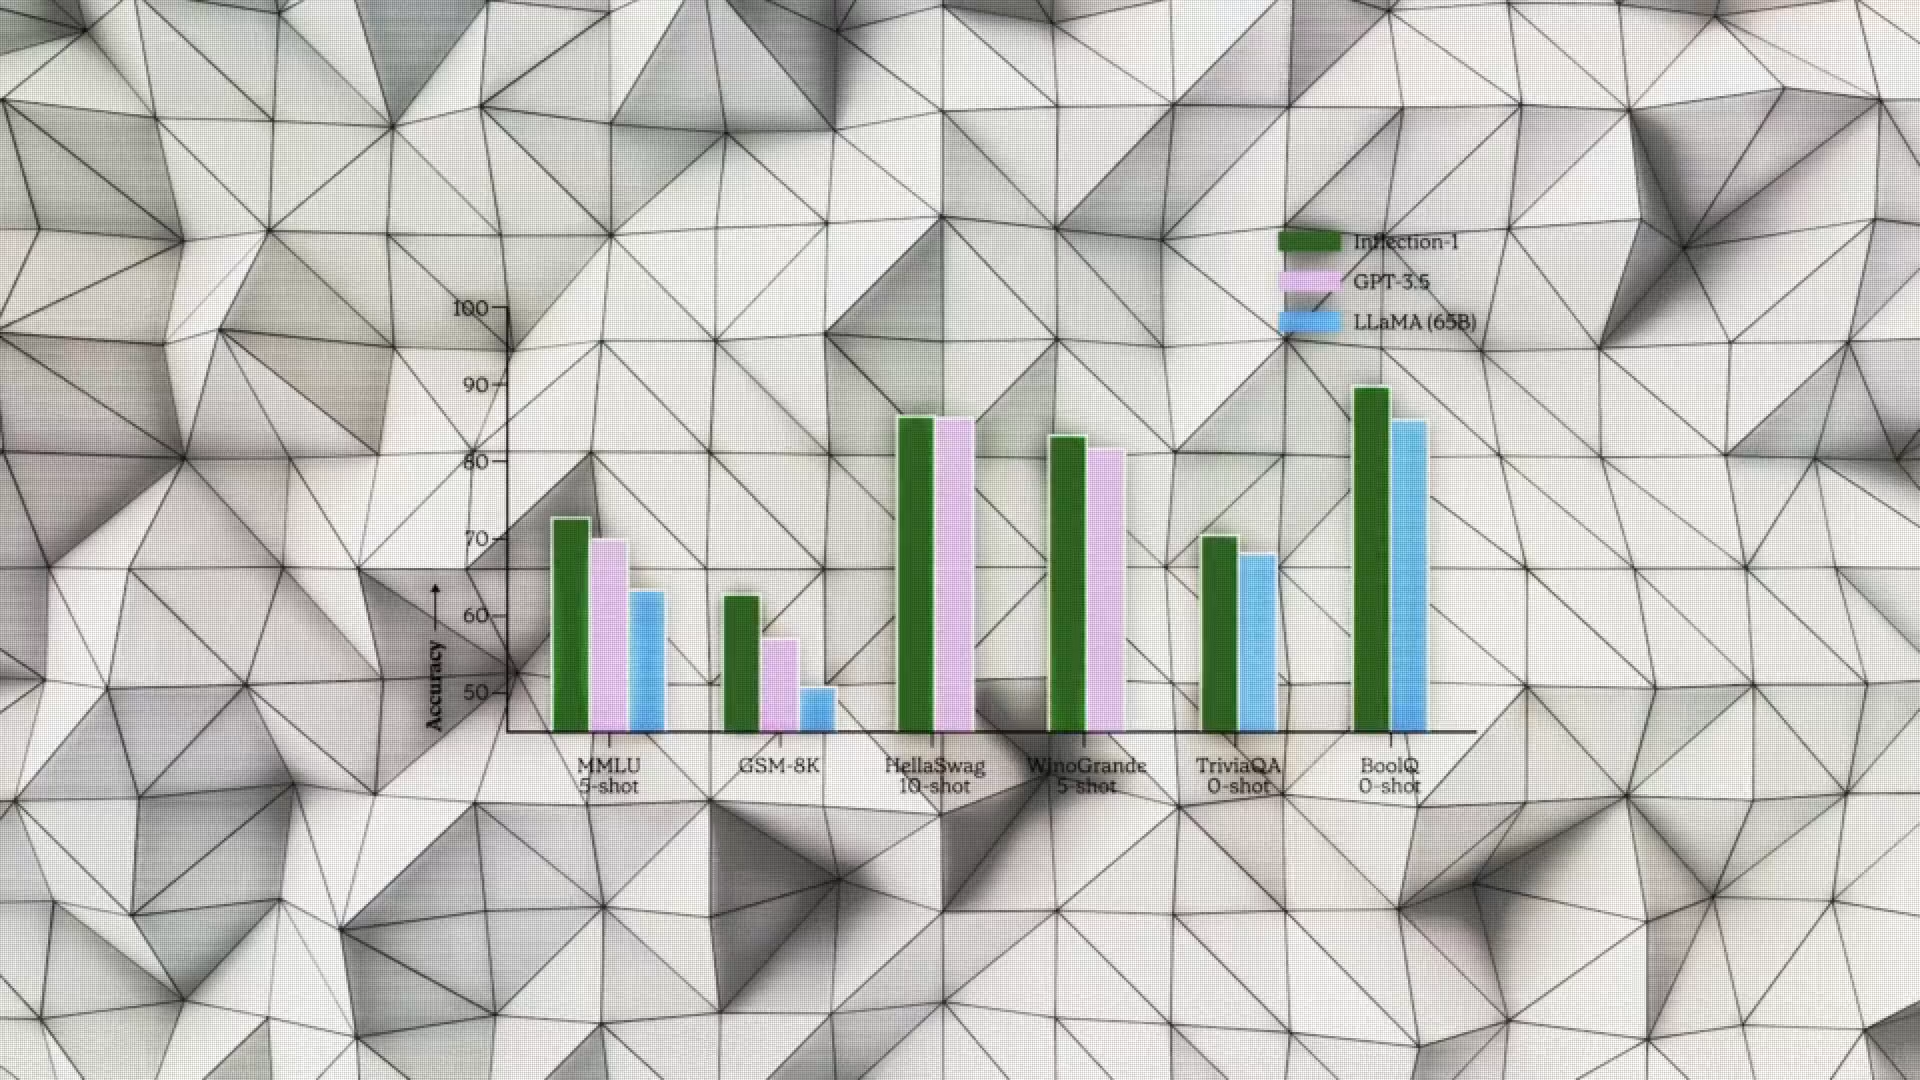 Inflection-1
GPT-3.5
LLaMA (65B)
100
90
80
70
60
50
Accuracy
MMLU
5-shot
GSM-8K
HellaSwag
10-shot
WinoGrande
5-shot
TriviaQA
0-shot
BoolQ
0-shot